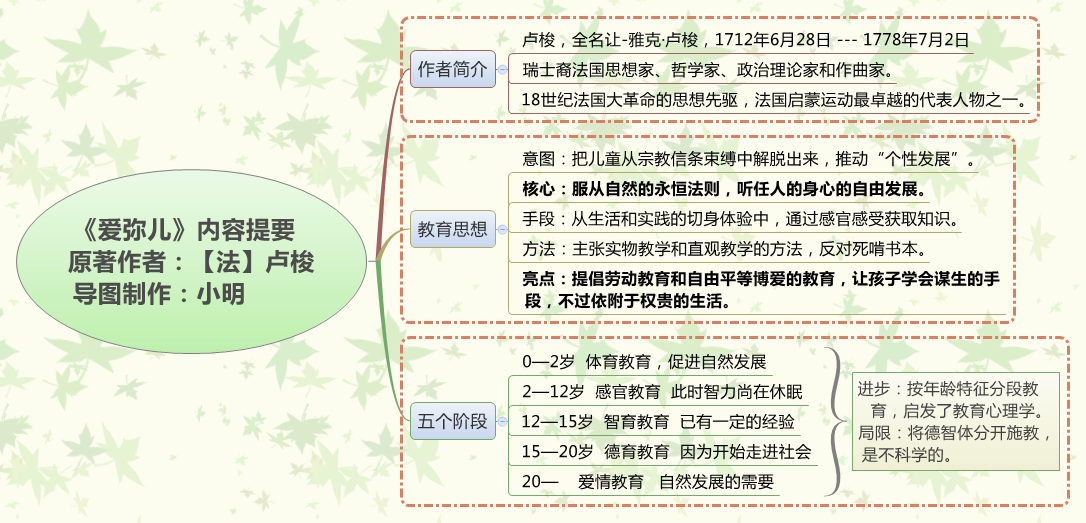 《爱弥儿》内容提要
原著作者：【法】卢梭
导图制作：小明
作者简介
卢梭，全名让-雅克·卢梭，1712年6月28日 --- 1778年7月2日
瑞士裔法国思想家、哲学家、政治理论家和作曲家。
18世纪法国大革命的思想先驱，法国启蒙运动最卓越的代表人物之一。
教育思想
意图：把儿童从宗教信条束缚中解脱出来，推动“个性发展”。
核心：服从自然的永恒法则，听任人的身心的自由发展。
手段：从生活和实践的切身体验中，通过感官感受获取知识。
方法：主张实物教学和直观教学的方法，反对死啃书本。
亮点：提倡劳动教育和自由平等博爱的教育，让孩子学会谋生的手
段，不过依附于权贵的生活。
五个阶段
0—2岁 体育教育，促进自然发展
2—12岁 感官教育 此时智力尚在休眠
12—15岁 智育教育 已有一定的经验
15—20岁 德育教育 因为开始走进社会
20— 爱情教育 自然发展的需要
进步：按年龄特征分段教
育，启发了教育心理学。
局限：将德智体分开施教，
是不科学的。